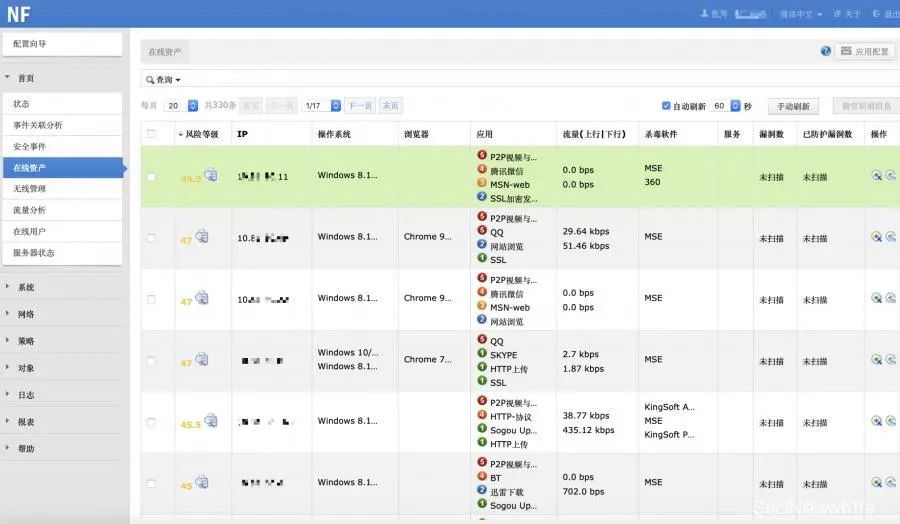 NF
您好
简体中文
关于
退出
配置向导
首页
状态
事件关联分析
安全事件
在线资产
无线管理
流量分析
在线用户
服务器状态
系统
网络
策略
对象
日志
报表
帮助
在线资产
应用配置
查询
每页 20 共330条 首页 上一页 1/17 下一页 末页
自动刷新 60 秒 手动刷新 清空识别信息
风险等级 IP 操作系统 浏览器 应用 流量(上行|下行) 杀毒软件 服务 漏洞数 已防护漏洞数 操作
49.3 11 Windows 8.1... 未扫描 未扫描
5 P2P视频与...
4 腾讯微信
3 MSN-web
2 SSL加密发...
0.0 bps
0.0 bps
MSE
360
47 10.8 Windows 8.1... Chrome 9... MSE 未扫描 未扫描
5 P2P视频与...
5 QQ
2 网站浏览
1 SSL
29.64 kbps
51.46 kbps
47 10. Windows 8.1... Chrome 9... MSE 未扫描 未扫描
5 P2P视频与...
4 腾讯微信
3 MSN-web
2 网站浏览
0.0 bps
0.0 bps
47 Chrome 7... MSE 未扫描 未扫描
Windows 10/...
Windows 8.1...
5 QQ
1 SKYPE
1 HTTP上传
1 SSL
2.7 kbps
1.87 kbps
45.5 Windows 8.1... 未扫描 未扫描
5 P2P视频与...
4 HTTP-协议
1 Sogou Up...
1 HTTP上传
38.77 kbps
435.12 kbps
KingSoft A...
MSE
KingSoft P...
45 Windows 8.1... MSE 未扫描 未扫描
5 P2P视频与...
4 BT
2 迅雷下载
1 Sogou Up...
0.0 bps
702.0 bps